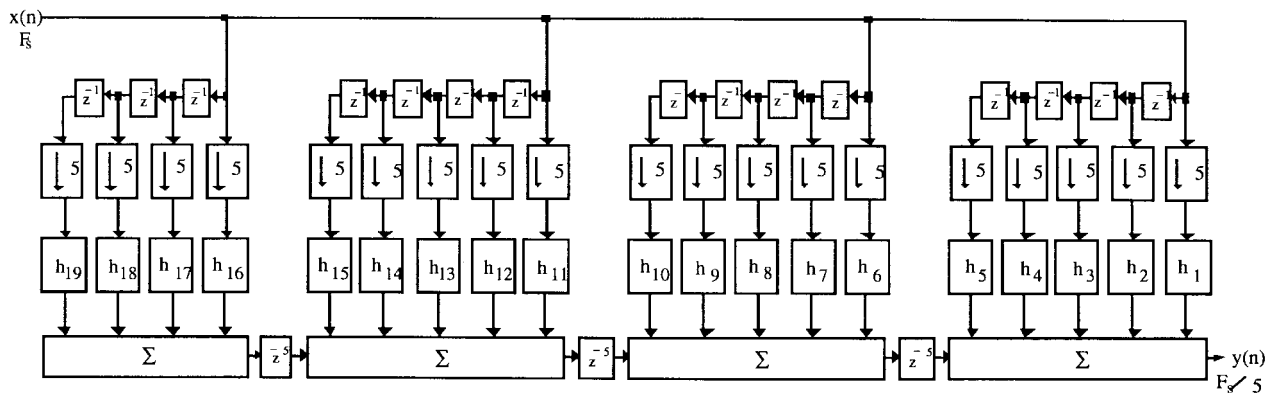 x(n)
Fs
z⁻¹ z⁻¹ z⁻¹ z⁻¹ z⁻¹ z⁻¹ z⁻¹ z⁻ z⁻¹ z⁻¹ z⁻ z⁻¹ z⁻¹ z⁻¹ z⁻¹
↓ 5 ↓ 5 ↓ 5 ↓ 5 ↓ 5 ↓ 5 ↓ 5 ↓ 5 ↓ 5 ↓ 5 ↓ 5 ↓ 5 ↓ 5 ↓ 5 ↓ 5 ↓ 5 ↓ 5 ↓ 5 ↓ 5
h19 h18 h17 h16 h15 h14 h13 h12 h11 h10 h9 h8 h7 h6 h5 h4 h3 h2 h1
Σ z⁻⁵ Σ z⁻⁵ Σ z⁻⁵ Σ y(n)
Fs/5